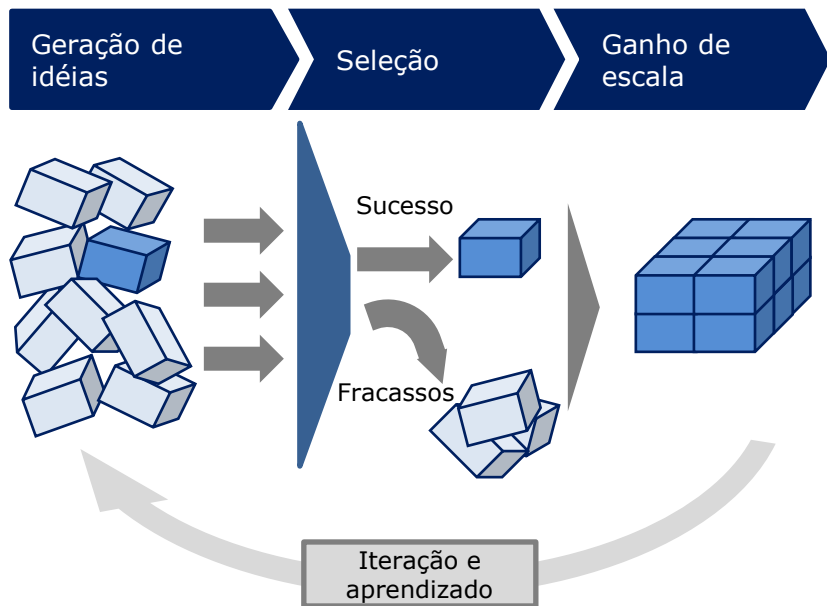 Geração de
idéias
Seleção
Ganho de
escala
Sucesso
Fracassos
Iteração e
aprendizado